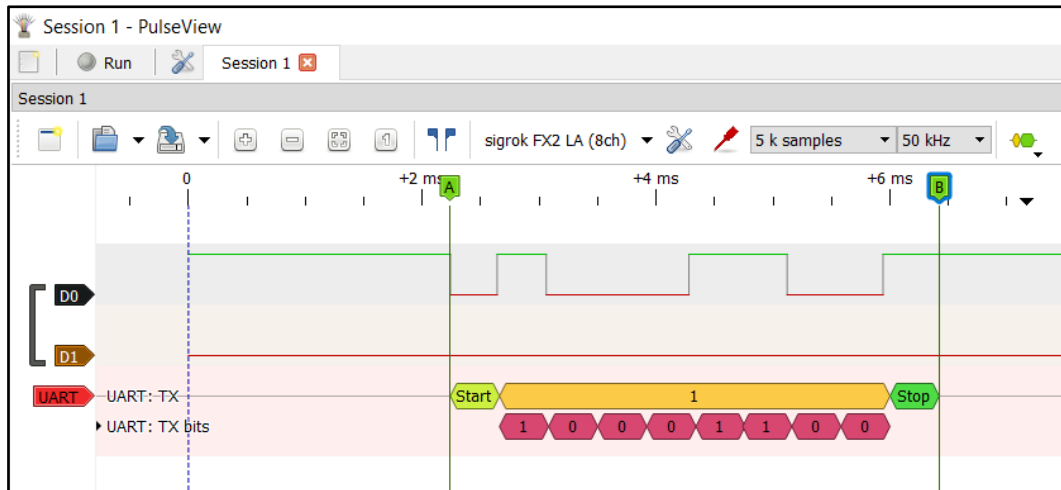 Session 1 - PulseView
Run Session 1
Session 1
sigrok FX2 LA (8ch) 5 k samples 50 kHz
0 +2 ms A +4 ms +6 ms B
D0
D1
UART UART: TX Start 1 Stop
UART: TX bits 1 0 0 0 1 1 0 0